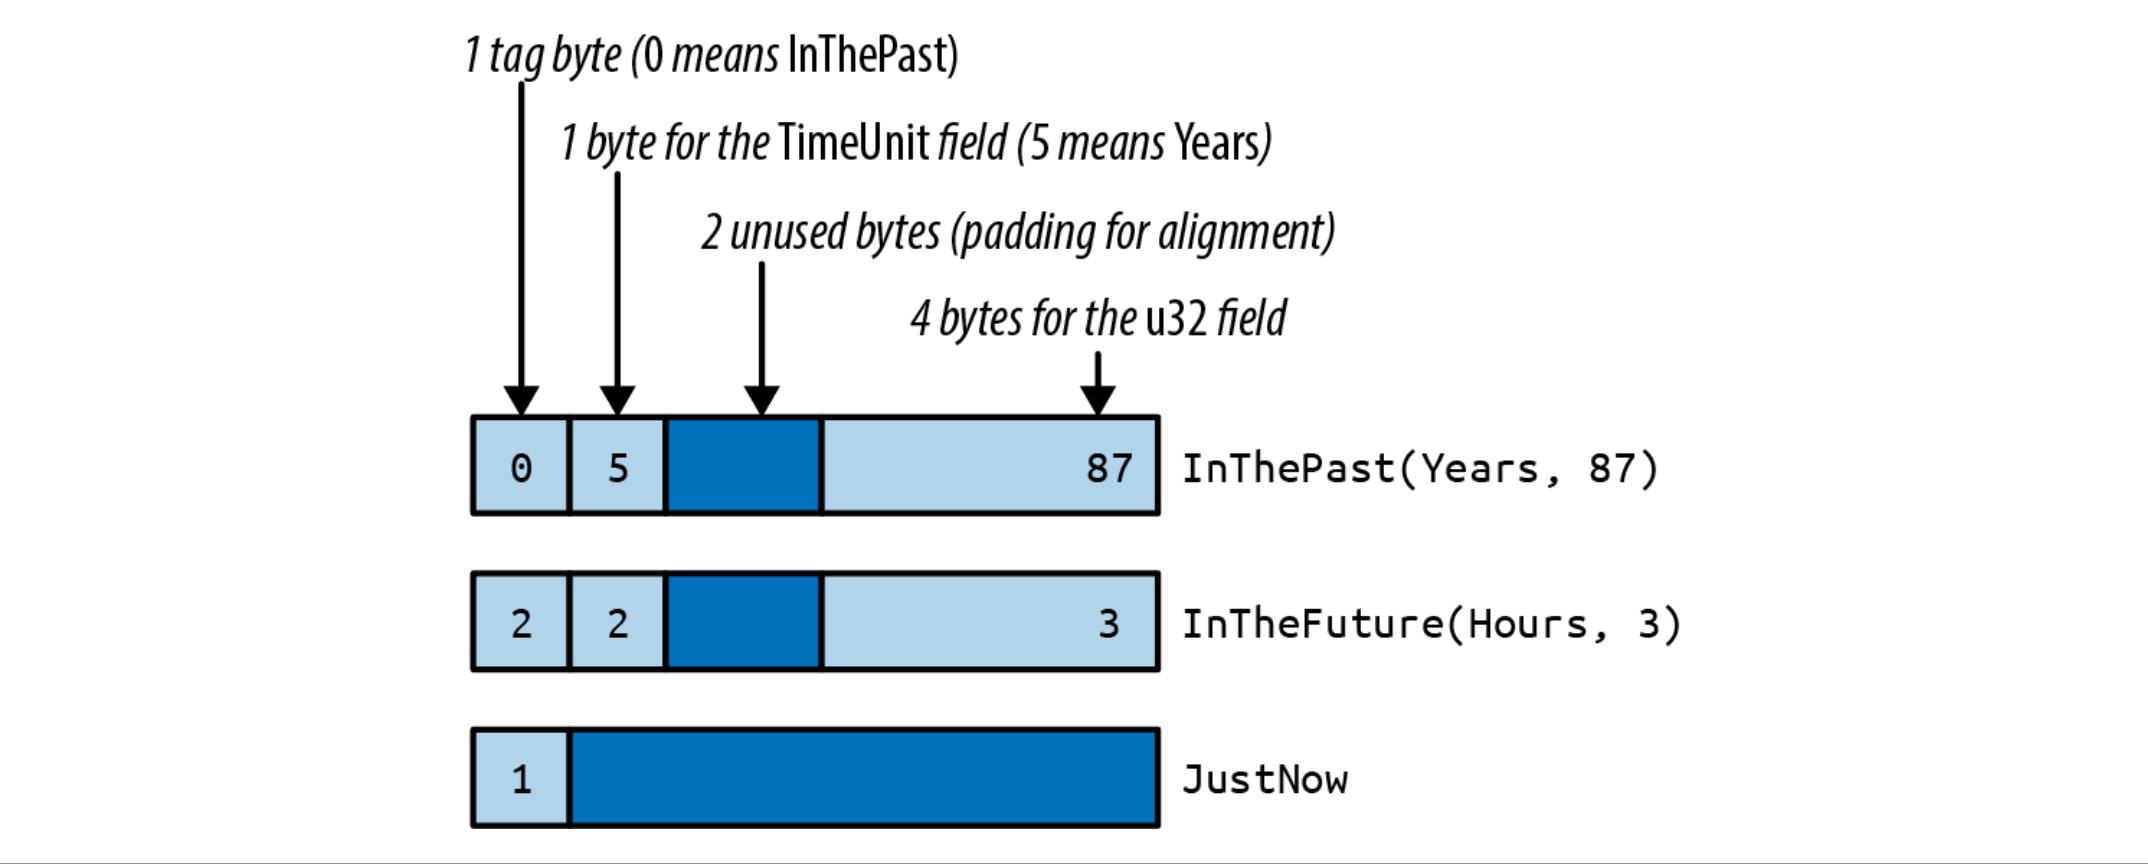 1 tag byte (0 means InThePast)
1 byte for the TimeUnit field (5 means Years)
2 unused bytes (padding for alignment)
4 bytes for the u32 field
0 5 87 InThePast(Years, 87)
2 2 3 InTheFuture(Hours, 3)
1 JustNow